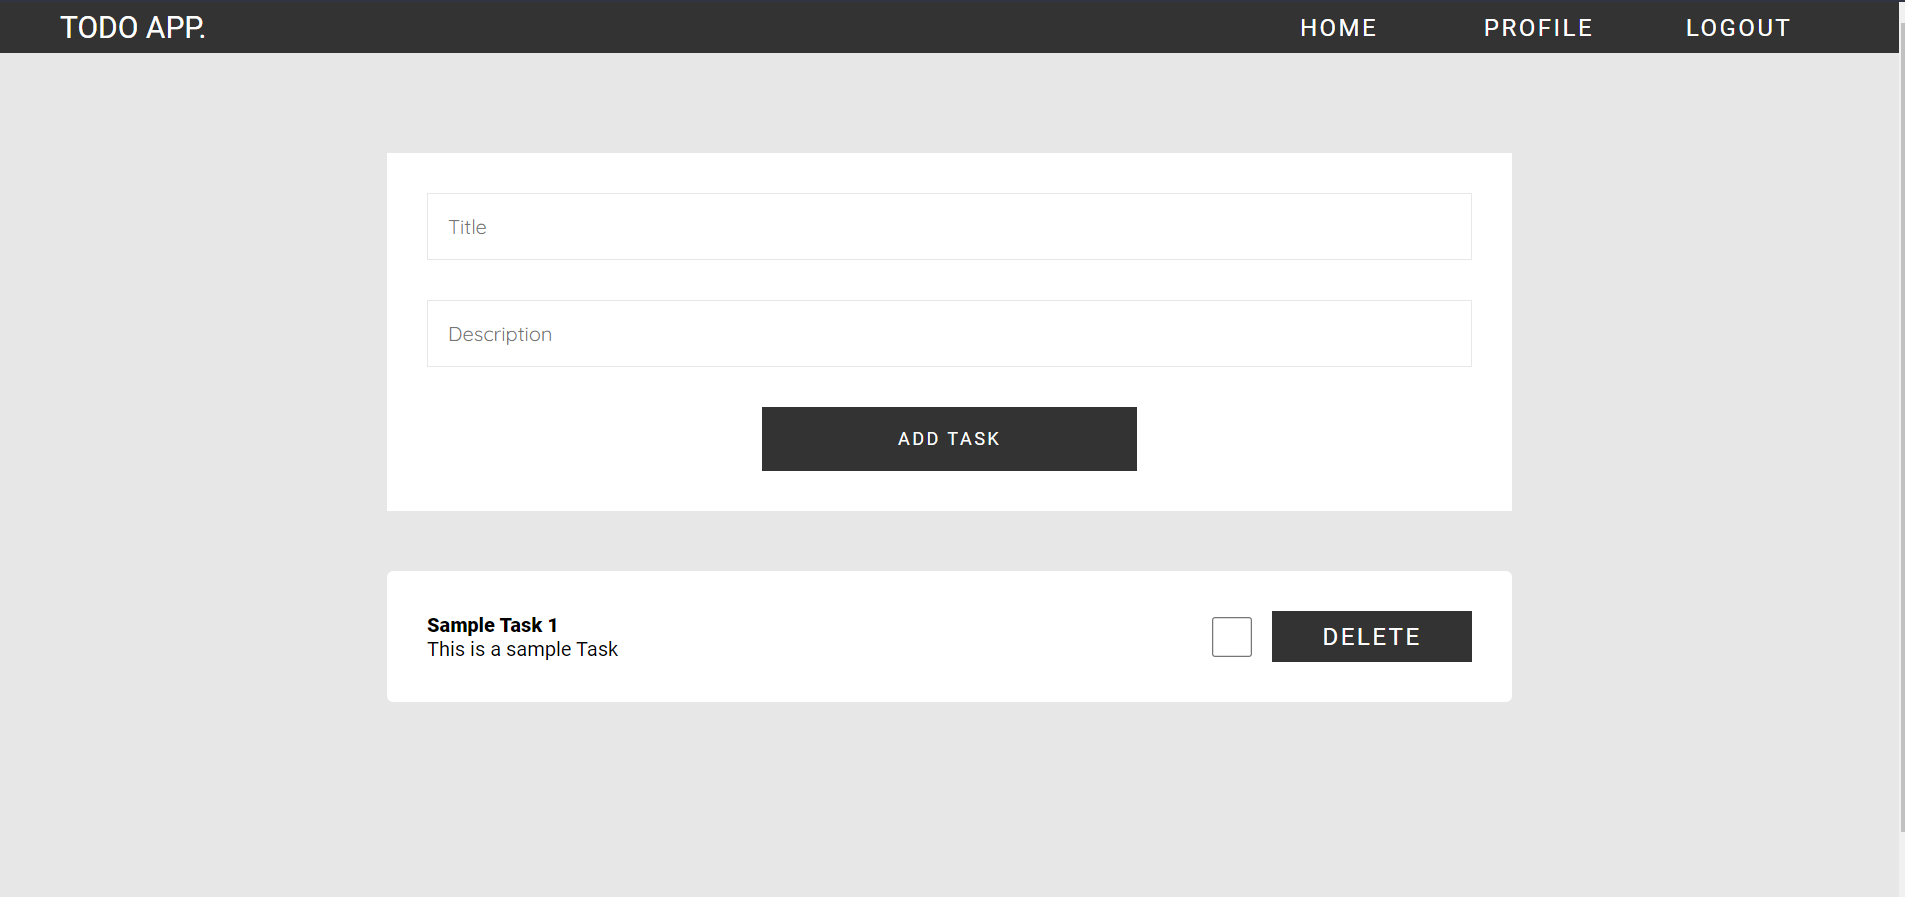 TODO APP. HOME PROFILE LOGOUT
Title
Description
ADD TASK
Sample Task 1
This is a sample Task
DELETE